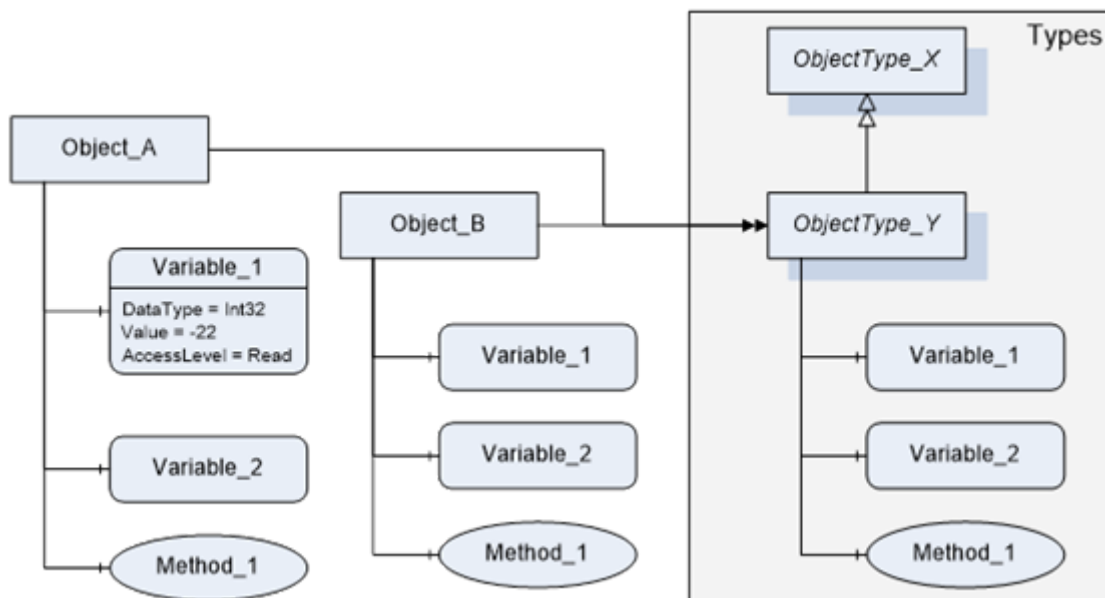 Types
ObjectType_X
Object_A
Object_B
ObjectType_Y
Variable_1
DataType = Int32
Value = -22
AccessLevel = Read
Variable_2
Method_1
Variable_1
Variable_2
Method_1
Variable_1
Variable_2
Method_1